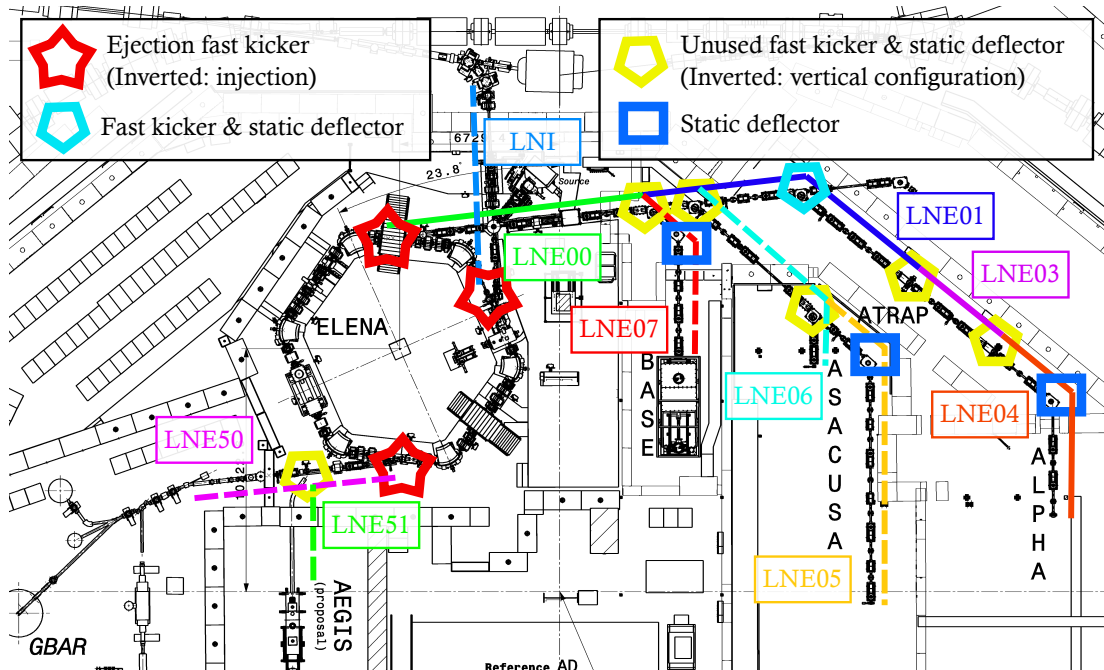 Ejection fast kicker
(Inverted: injection)
Fast kicker & static deflector
Unused fast kicker & static deflector
(Inverted: vertical configuration)
Static deflector
23.8°
LNI
Source
LNE00
LNE01
LNE03
LNE07
ELENA
ATRAP
BASE
LNE06
ASACUSA
LNE04
LNE50
ALPHA
LNE51
LNE05
AEGIS
(proposal)
GBAR
Reference AD